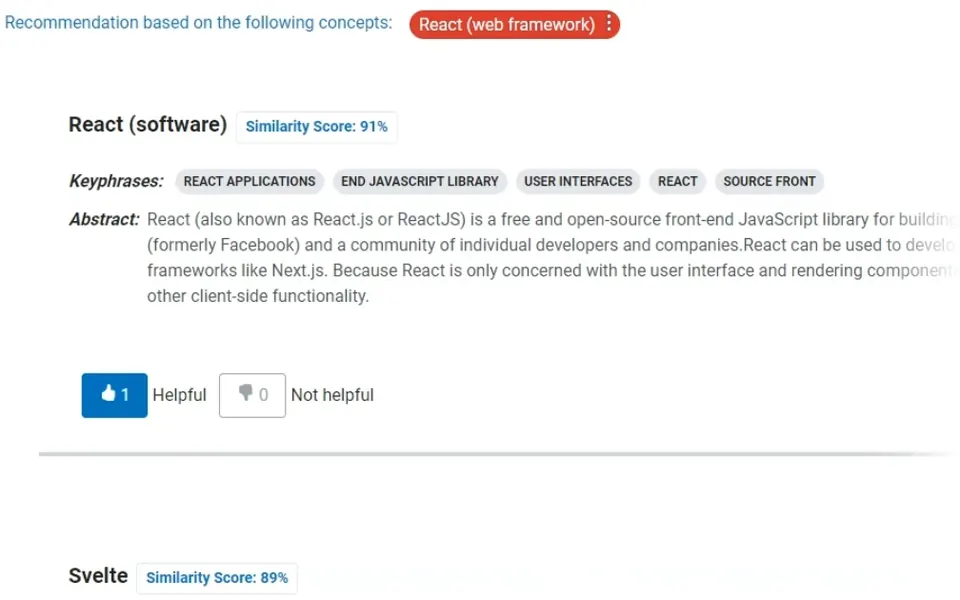 Recommendation based on the following concepts: React (web framework)
React (software) Similarity Score: 91%
Keyphrases: REACT APPLICATIONS END JAVASCRIPT LIBRARY USER INTERFACES REACT SOURCE FRONT
Abstract: React (also known as React.js or ReactJS) is a free and open-source front-end JavaScript library for building
(formerly Facebook) and a community of individual developers and companies.React can be used to develo
frameworks like Next.js. Because React is only concerned with the user interface and rendering component
other client-side functionality.
1 Helpful 0 Not helpful
Svelte Similarity Score: 89%